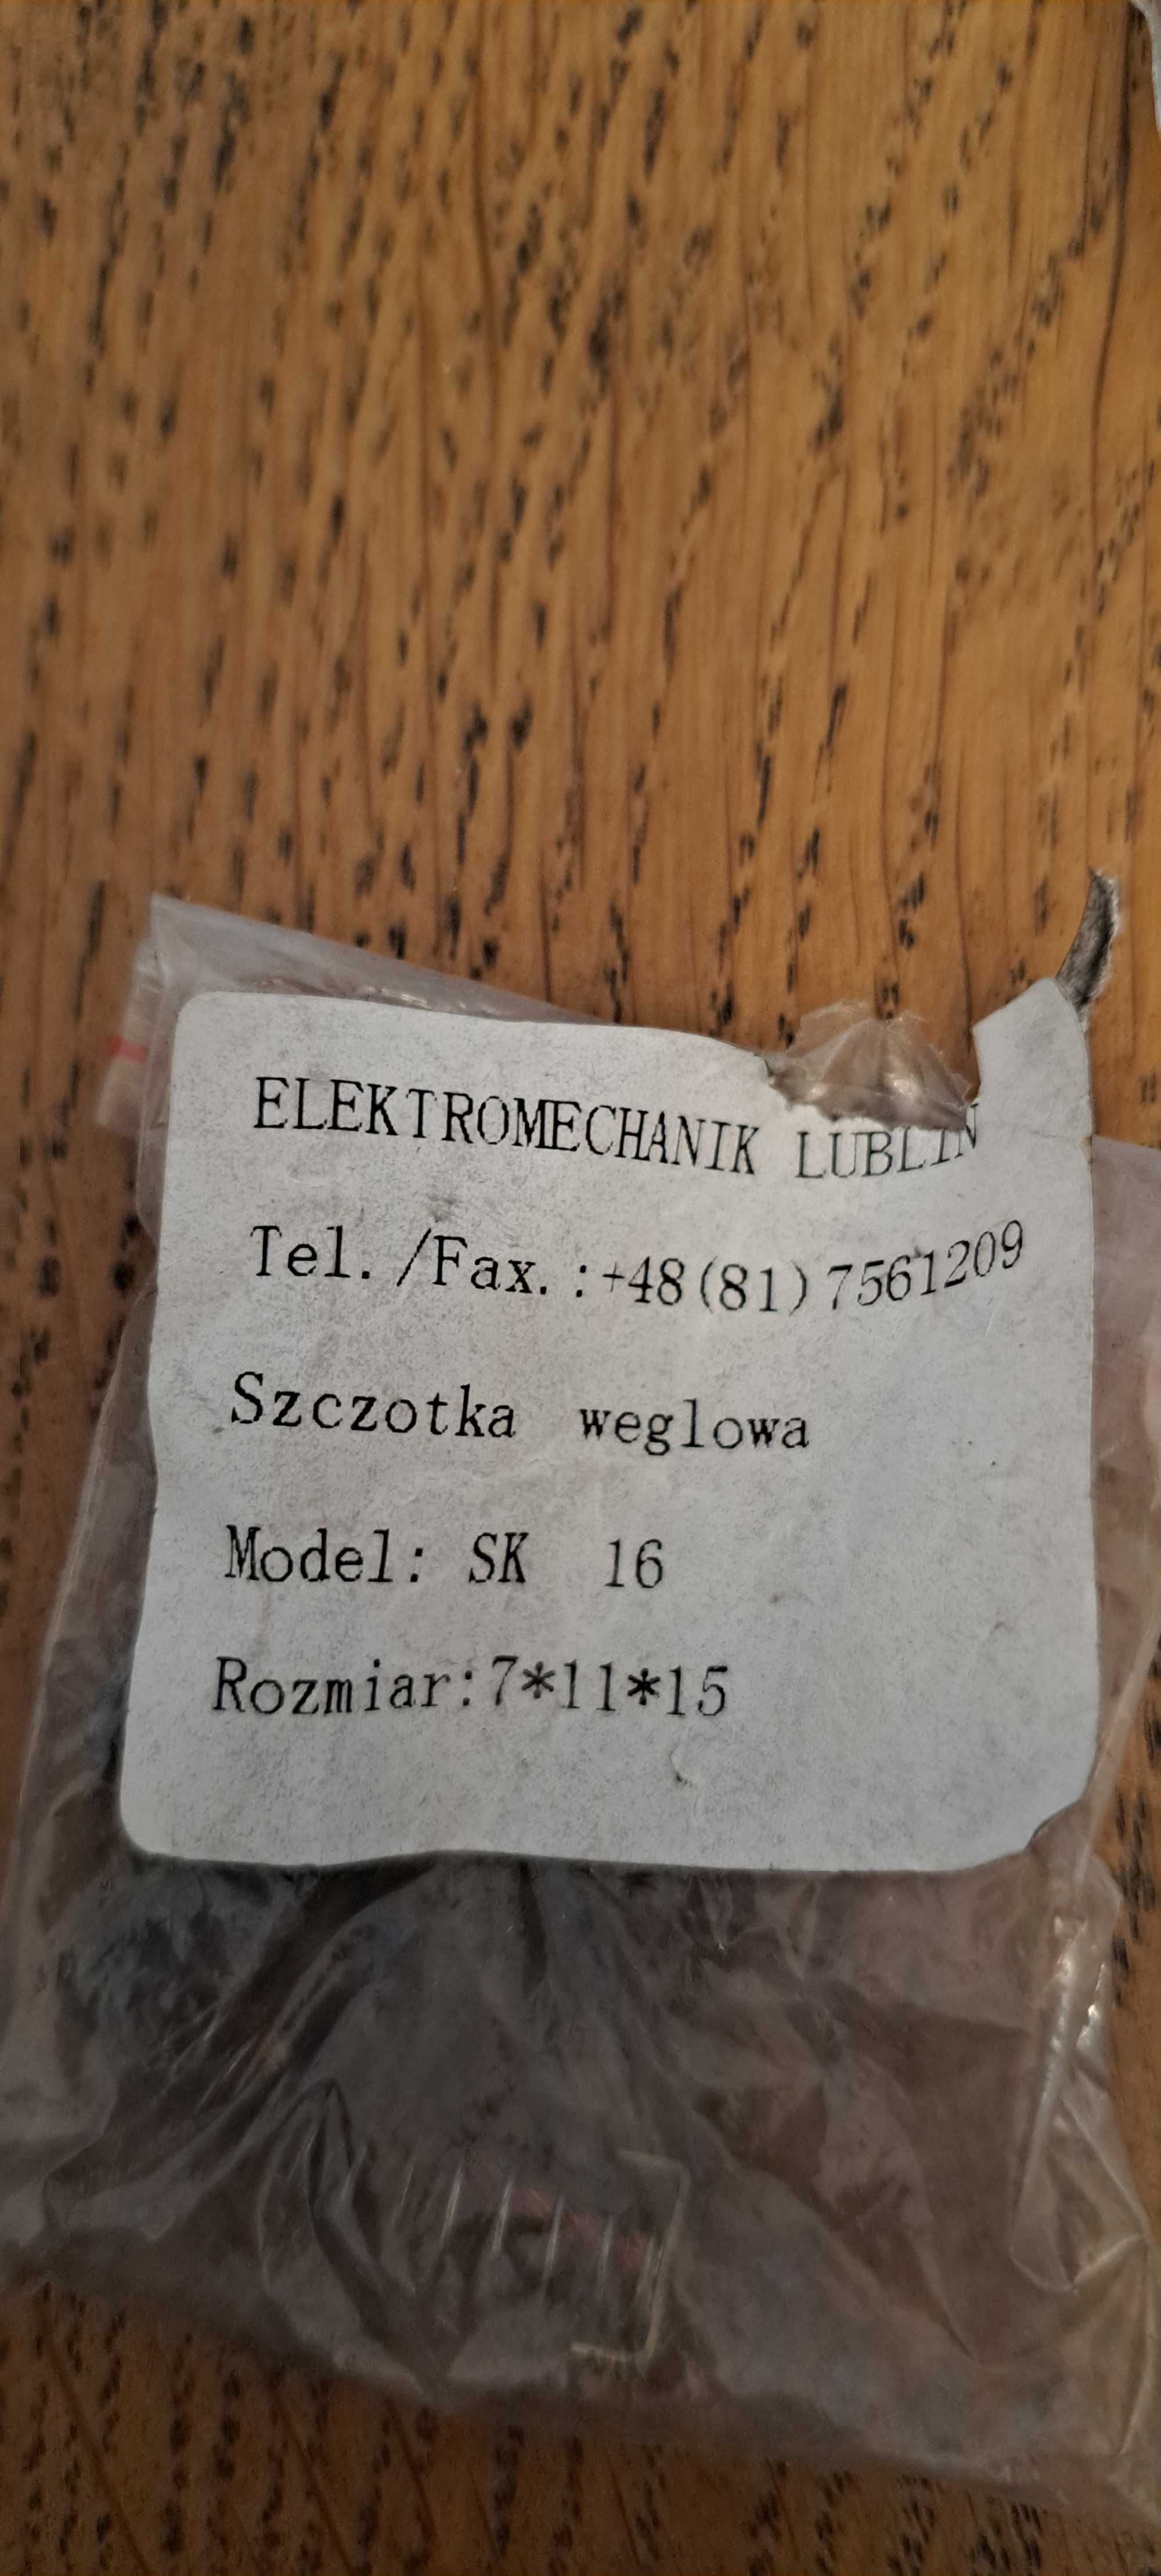 ELEKTROMECHANIK LUBLIN
Tel./Fax.:+48(81)7561209
Szczotka weglowa
Model: SK 16
Rozmiar:7*11*15